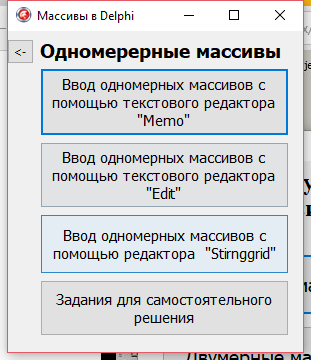 Массивы в Delphi
<- Одномерерные массивы
Ввод одномерных массивов с
помощью текстового редактора
"Memo"
Ввод одномерных массивов с
помощью текстового редактора
"Edit"
Ввод одномерных массивов с
помощью редактора "Stirnggrid"
Задания для самостоятельного
решения
Двумерные ма